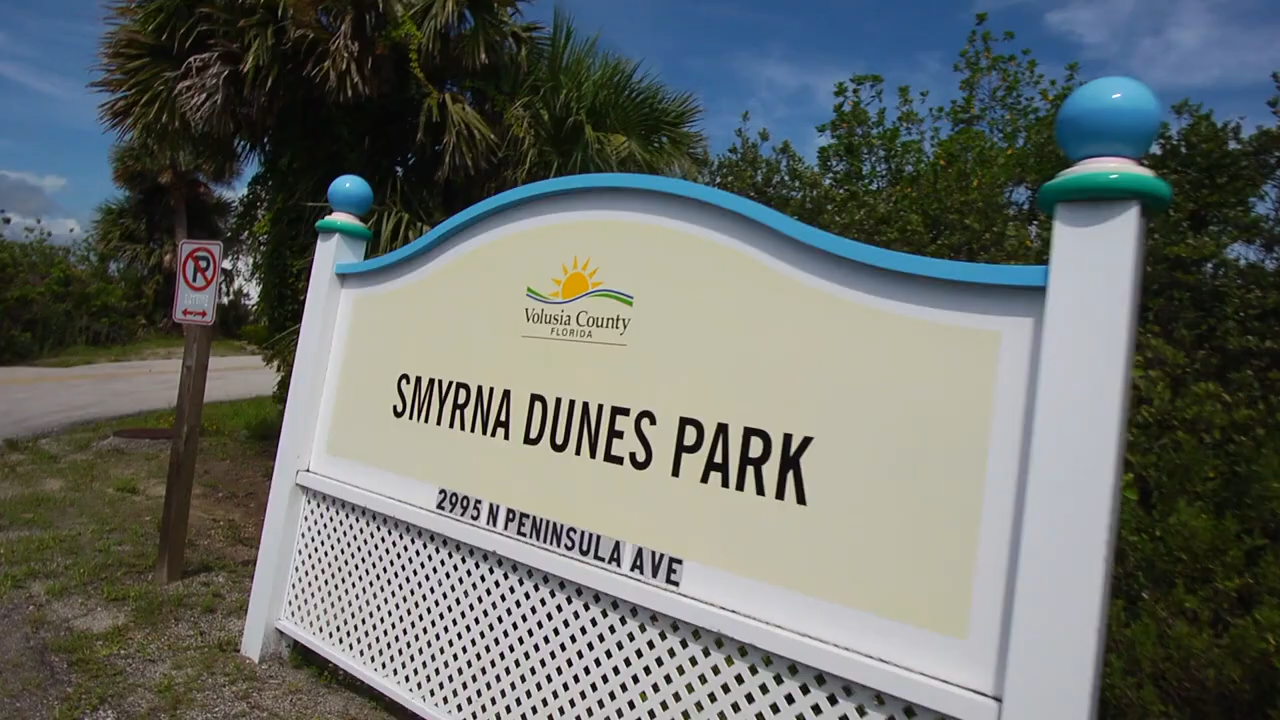 Volusia County
FLORIDA
SMYRNA DUNES PARK
2995 N PENINSULA AVE
P